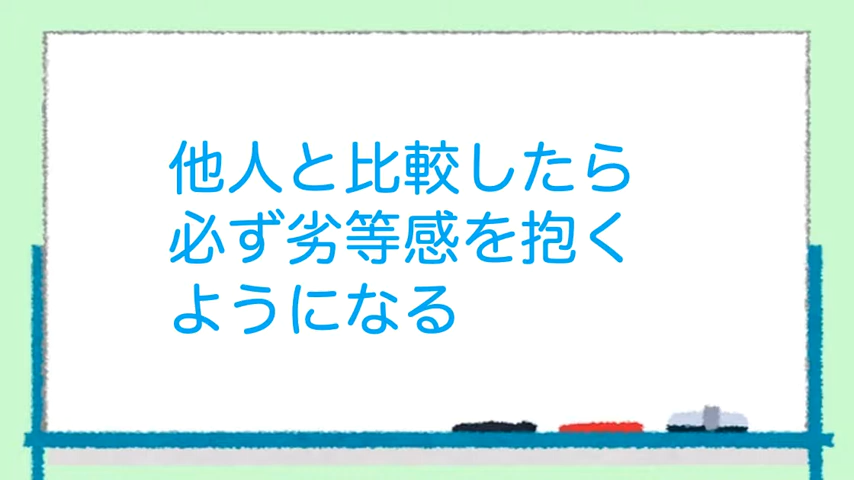 他人と比較したら
必ず劣等感を抱く
ようになる